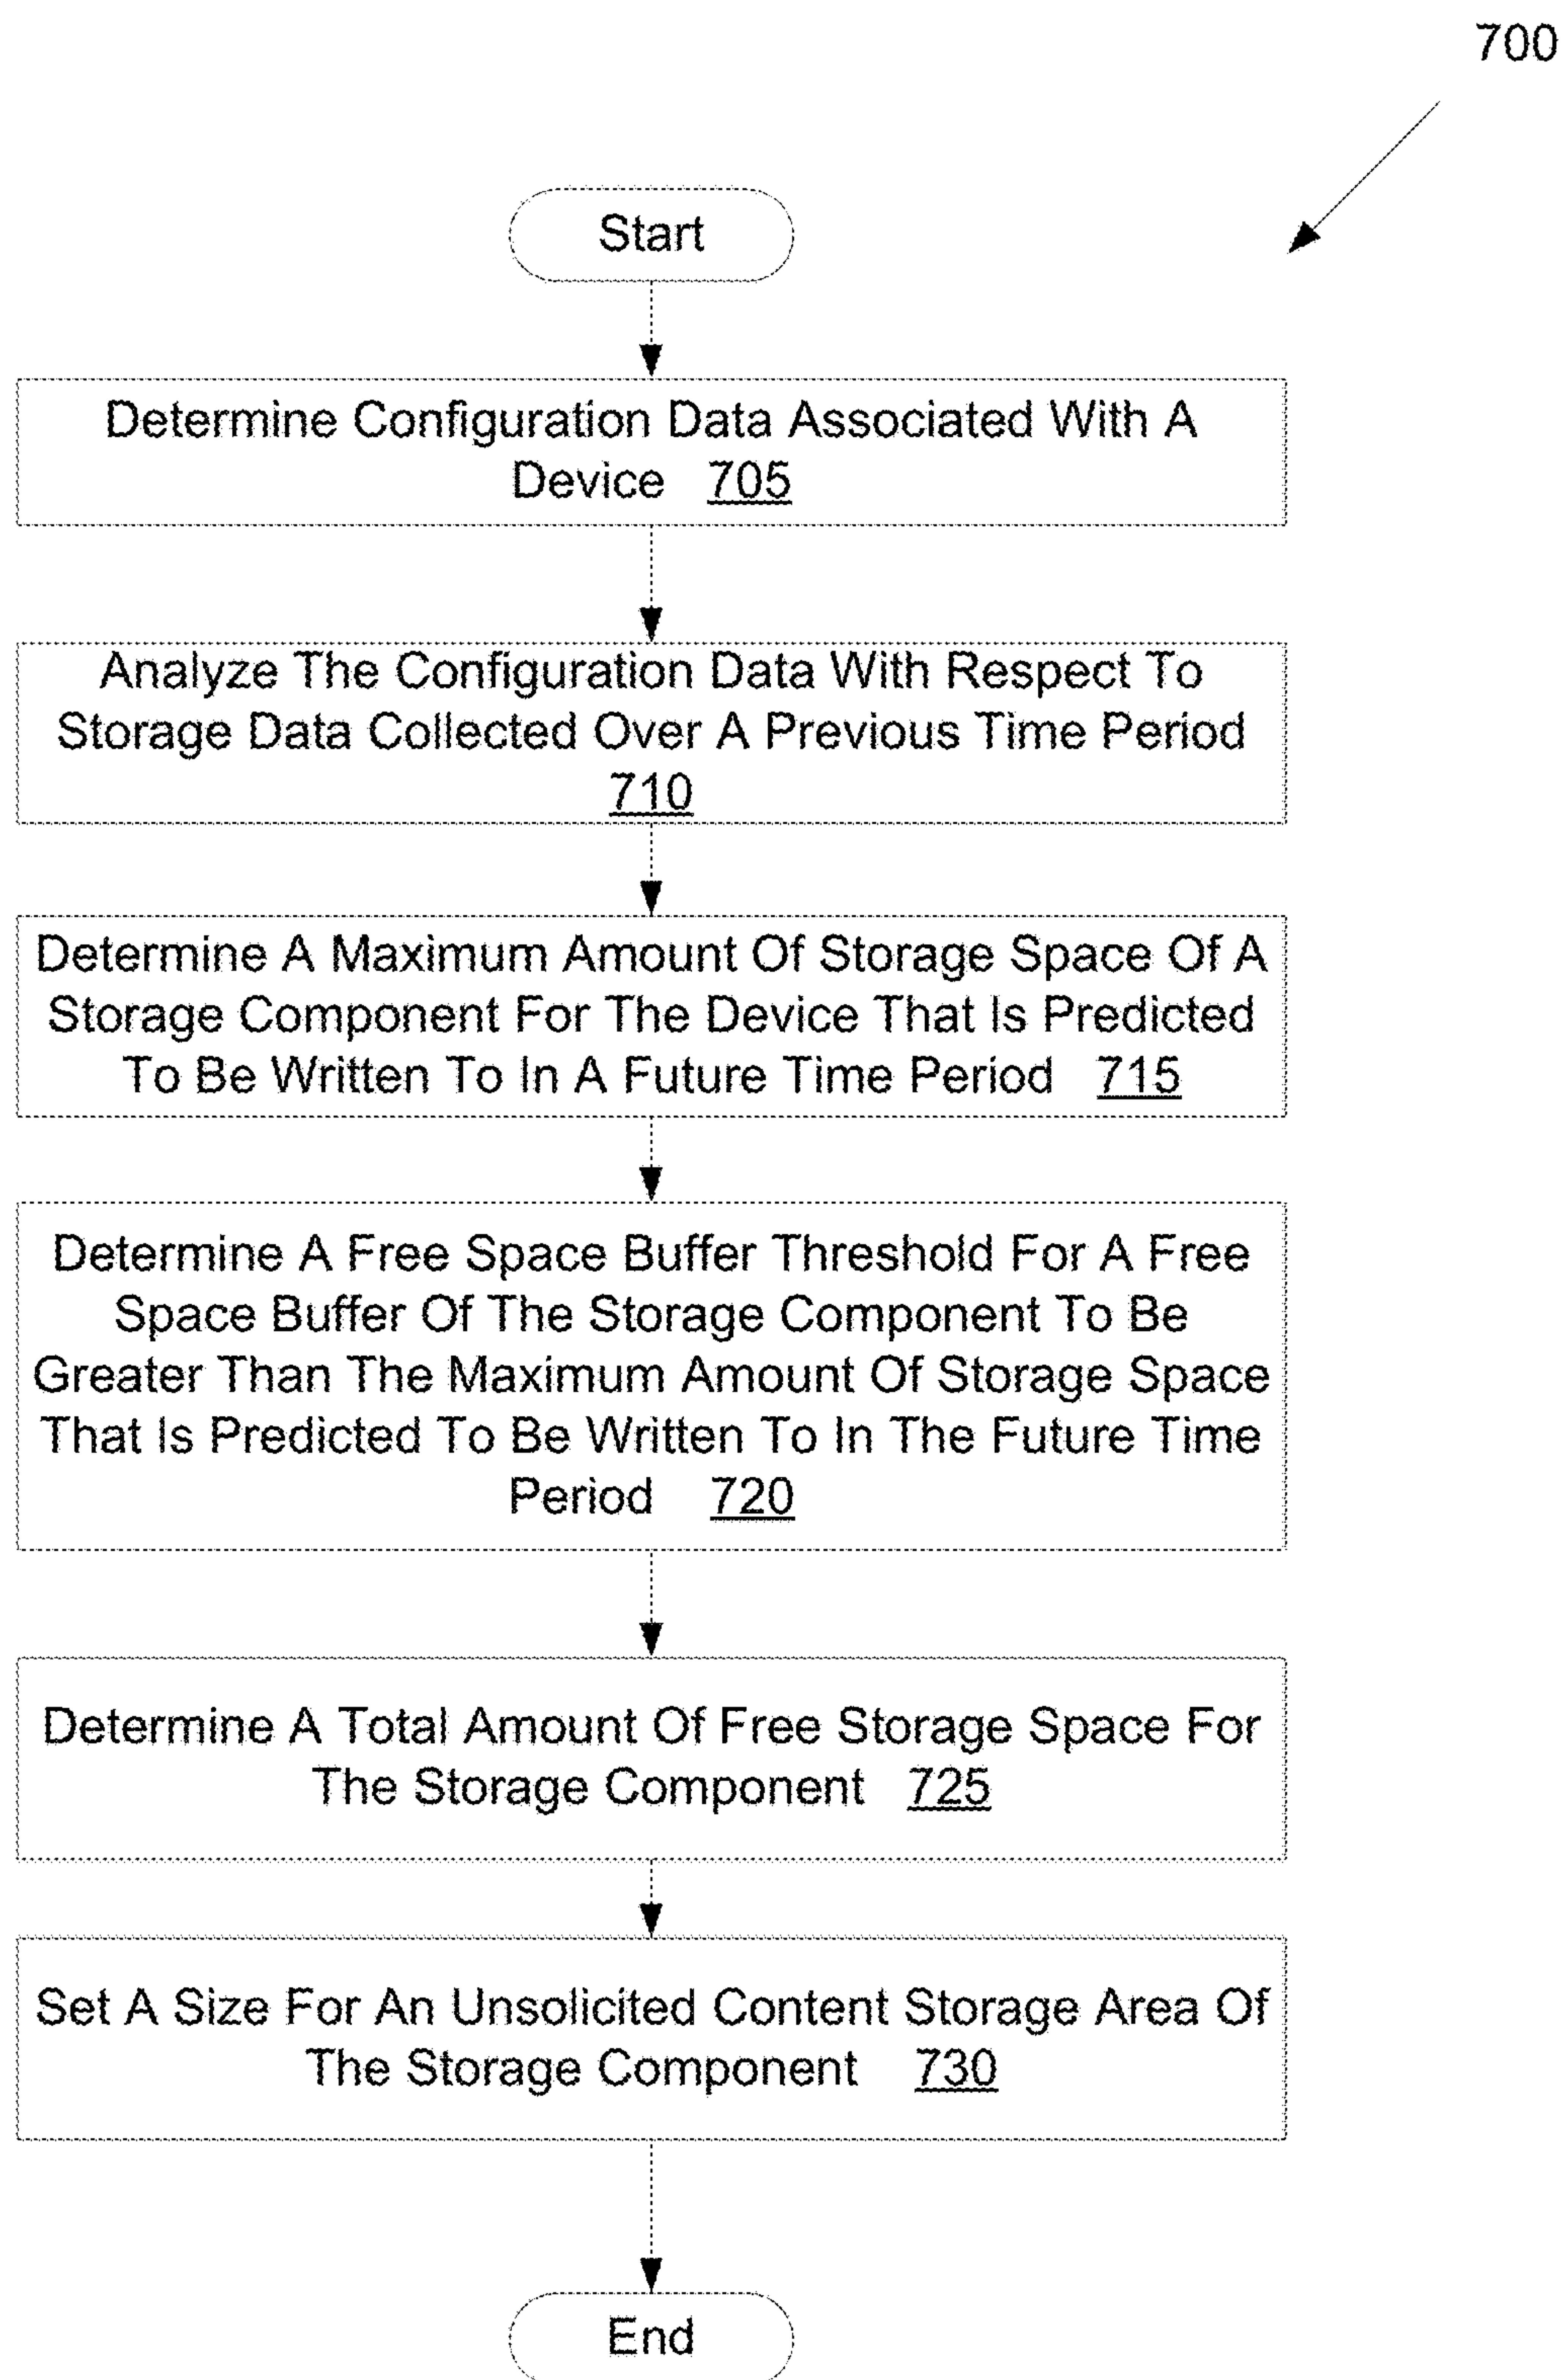 700
Start
Determine Configuration Data Associated With A
Device 705
Analyze The Configuration Data With Respect To
Storage Data Collected Over A Previous Time Period
710
Determine A Maximum Amount Of Storage Space Of A
Storage Component For The Device That Is Predicted
To Be Written To In A Future Time Period 715
Determine A Free Space Buffer Threshold For A Free
Space Buffer Of The Storage Component To Be
Greater Than The Maximum Amount Of Storage Space
That Is Predicted To Be Written To In The Future Time
Period 720
Determine A Total Amount Of Free Storage Space For
The Storage Component 725
Set A Size For An Unsolicited Content Storage Area Of
The Storage Component 730
End